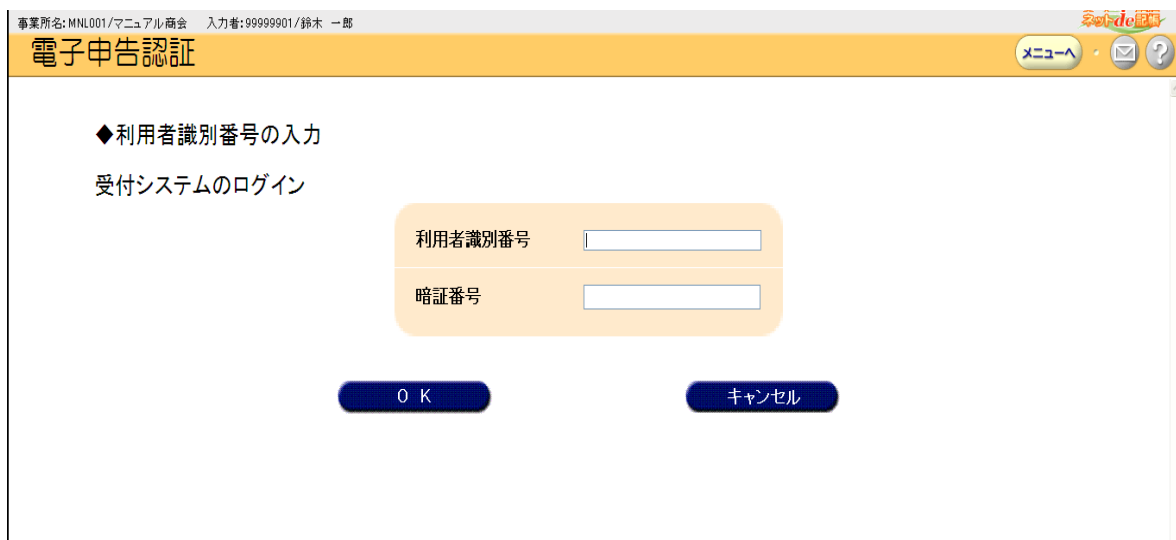 事業所名:MNL001/マニュアル商会 入力者:99999901/鈴木 一郎
ネットde記帳
電子申告認証
メニューへ
?
◆利用者識別番号の入力
受付システムのログイン
利用者識別番号
暗証番号
OK
キャンセル